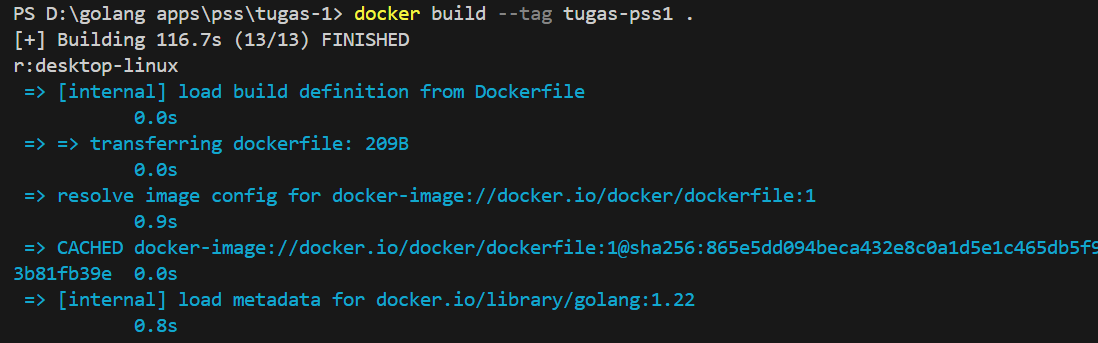 PS D:\golang apps\pss\tugas-1> docker build --tag tugas-pss1 .
[+] Building 116.7s (13/13) FINISHED
r:desktop-linux
=> [internal] load build definition from Dockerfile
0.0s
=> => transferring dockerfile: 209B
0.0s
=> resolve image config for docker-image://docker.io/docker/dockerfile:1
0.9s
=> CACHED docker-image://docker.io/docker/dockerfile:1@sha256:865e5dd094beca432e8c0a1d5e1c465db5f9
3b81fb39e 0.0s
=> [internal] load metadata for docker.io/library/golang:1.22
0.8s